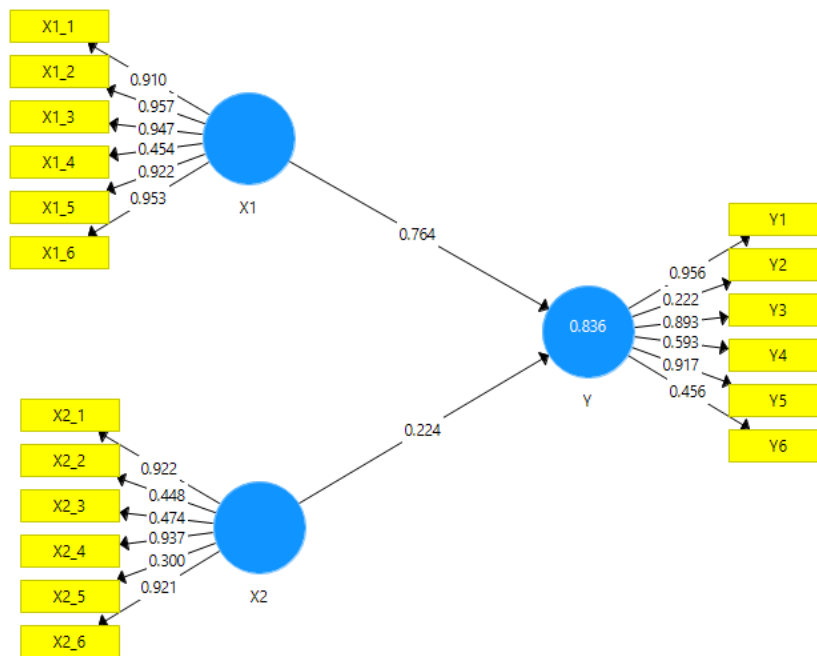 X1_1
X1_2
X1_3
X1_4
X1_5
X1_6
0.910
0.957
0.947
0.454
0.922
0.953
X1
0.764
X2_1
X2_2
X2_3
X2_4
X2_5
X2_6
0.922
0.448
0.474
0.937
0.300
0.921
X2
0.224
0.836
Y
0.956
0.222
0.893
0.593
0.917
0.456
Y1
Y2
Y3
Y4
Y5
Y6